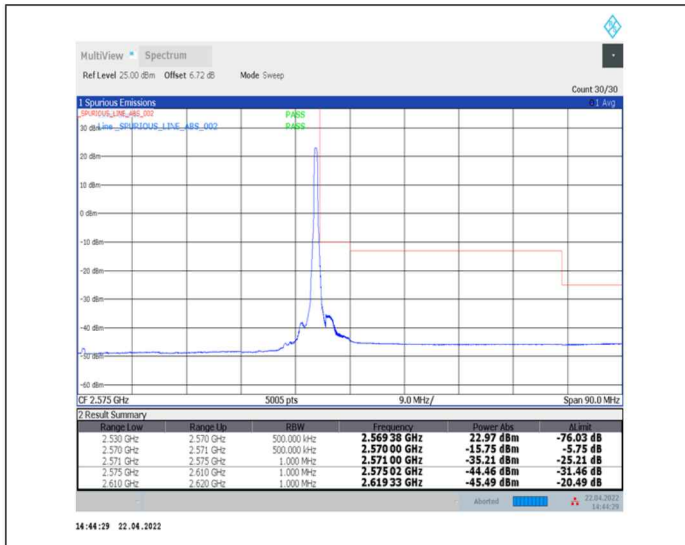 MultiView Spectrum
Ref Level 25.00 dBm Offset 6.72 dB Mode Sweep
Count 30/30
1 Spurious Emissions 1 Avg
_SPURIOUS_LINE_ABS_002 PASS
30 dBm Line _SPURIOUS_LINE_ABS_002 PASS
20 dBm
10 dBm
0 dBm
-10 dBm
-20 dBm
-30 dBm
-40 dBm
-50 dBm
-60 dBm
CF 2.575 GHz 5005 pts 9.0 MHz/ Span 90.0 MHz
2 Result Summary
Range Low Range Up RBW Frequency Power Abs ΔLimit
2.530 GHz 2.570 GHz 500.000 kHz 2.569 38 GHz 22.97 dBm -76.03 dB
2.570 GHz 2.571 GHz 500.000 kHz 2.570 00 GHz -15.75 dBm -5.75 dB
2.571 GHz 2.575 GHz 1.000 MHz 2.571 00 GHz -35.21 dBm -25.21 dB
2.575 GHz 2.610 GHz 1.000 MHz 2.575 02 GHz -44.46 dBm -31.46 dB
2.610 GHz 2.620 GHz 1.000 MHz 2.619 33 GHz -45.49 dBm -20.49 dB
Aborted 22.04.2022
14:44:29
14:44:29 22.04.2022